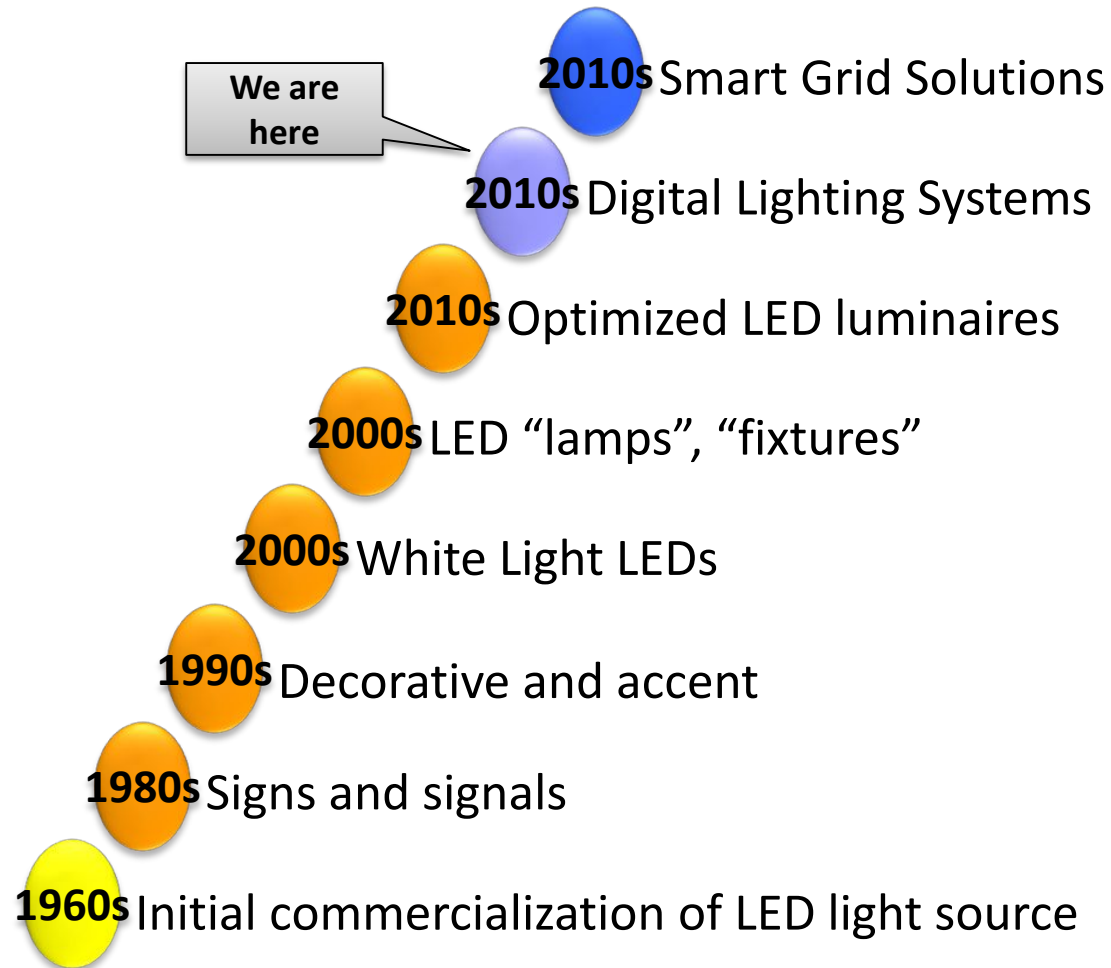 2010s Smart Grid Solutions
We are
here
2010s Digital Lighting Systems
2010s Optimized LED luminaires
2000s LED “lamps”, “fixtures”
2000s White Light LEDs
1990s Decorative and accent
1980s Signs and signals
1960s Initial commercialization of LED light source